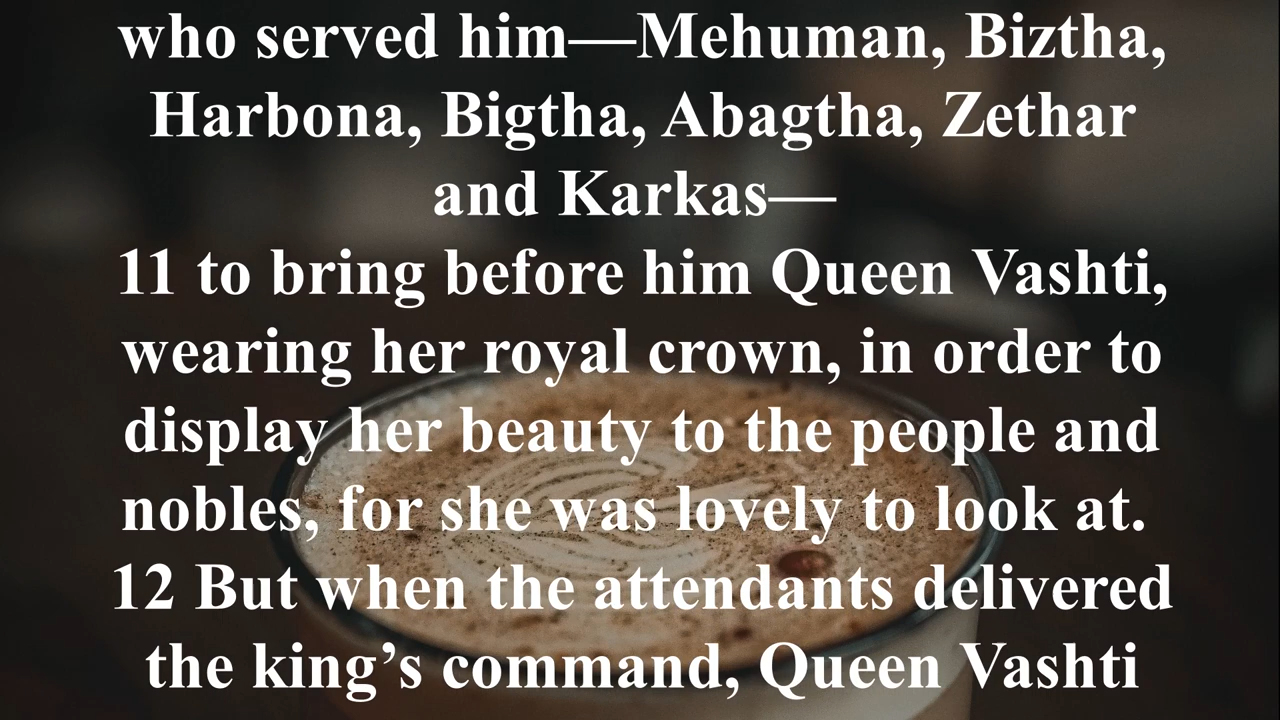 who served him—Mehuman, Biztha,
Harbona, Bigtha, Abagtha, Zethar
and Karkas—
11 to bring before him Queen Vashti,
wearing her royal crown, in order to
display her beauty to the people and
nobles, for she was lovely to look at.
12 But when the attendants delivered
the king’s command, Queen Vashti